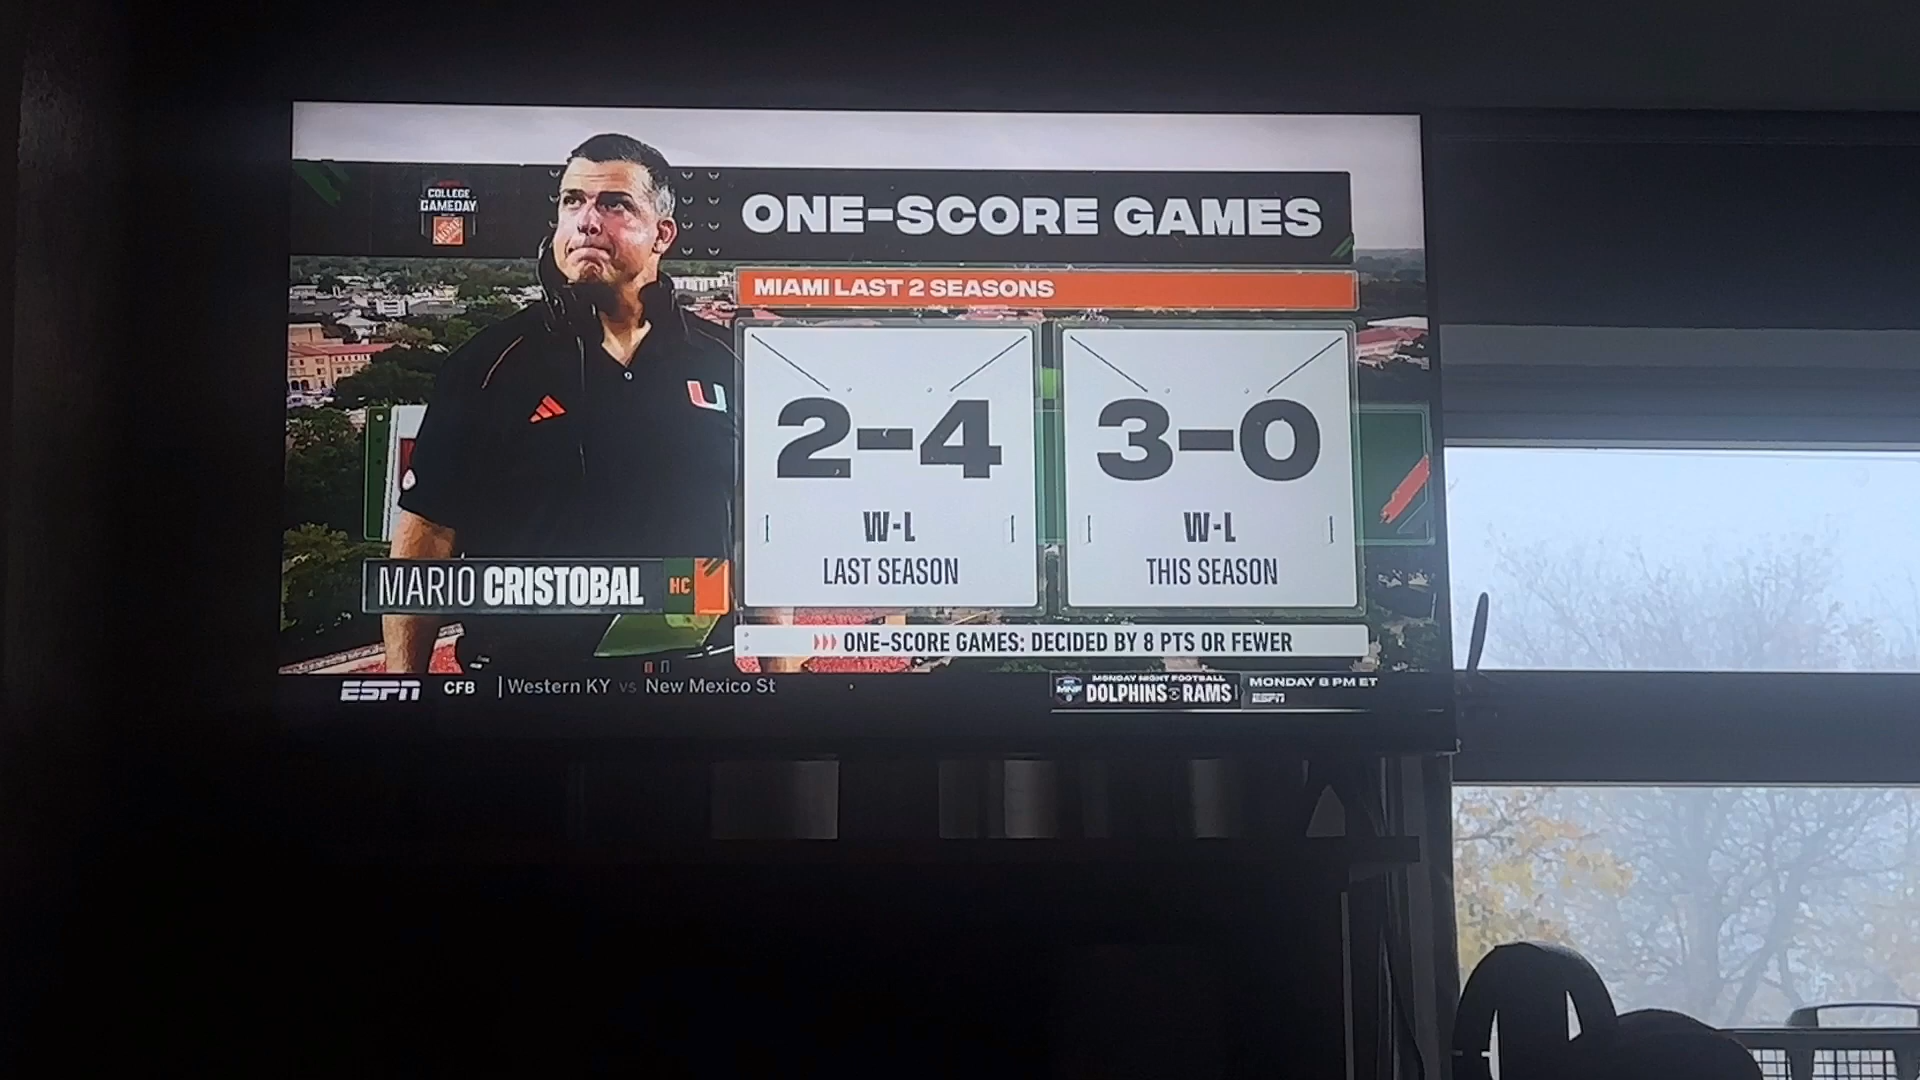 COLLEGE
GAMEDAY
ONE-SCORE GAMES
MIAMI LAST 2 SEASONS
U
2-4
W-L
LAST SEASON
3-0
W-L
THIS SEASON
MARIO CRISTOBAL HC
ONE-SCORE GAMES: DECIDED BY 8 PTS OR FEWER
ESPN CFB Western KY vs New Mexico St
MNF
MONDAY NIGHT FOOTBALL
DOLPHINS RAMS
MONDAY 8 PM ET
ESPN